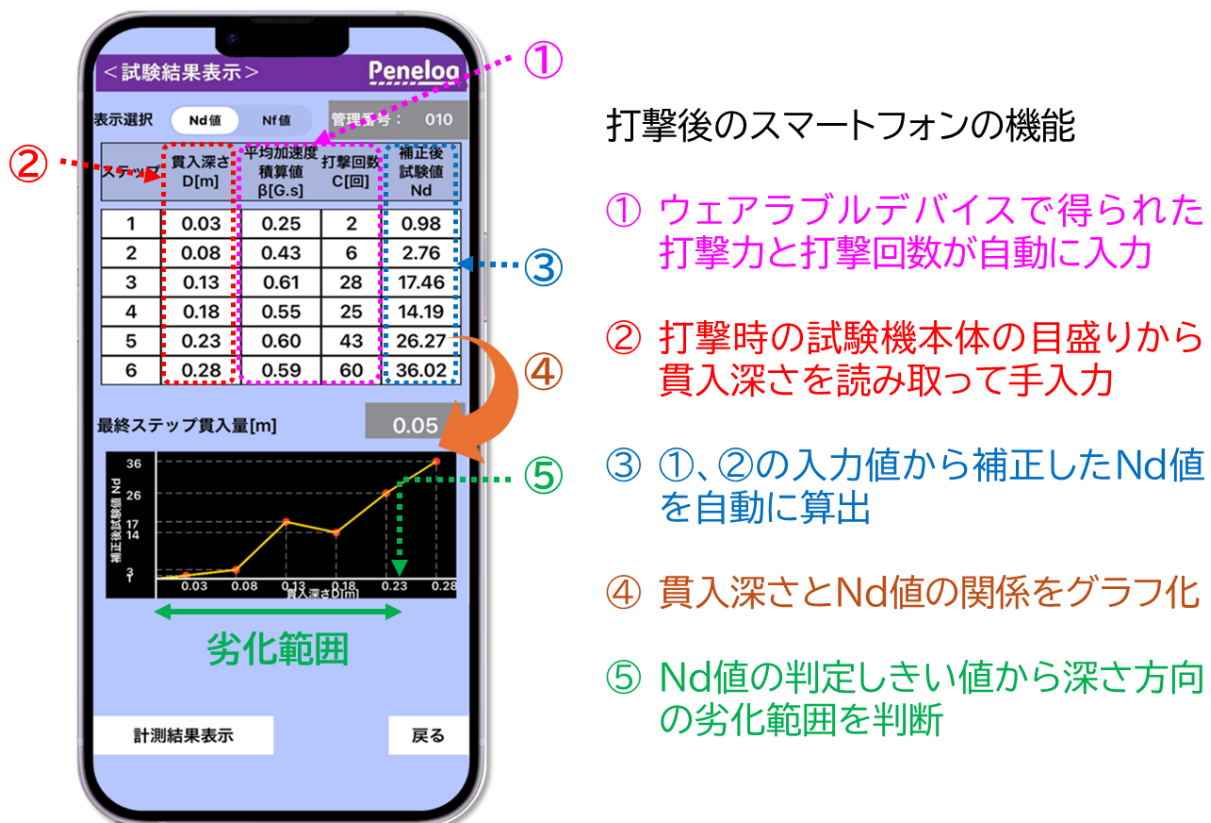 ①
<試験結果表示>
Penelog
表示選択
Nd値
Nf値
管理番号： 010
②
ステップ 貫入深さ D[m] 平均加速度 積算値 β[G.s] 打撃回数 C[回] 補正後 試験値 Nd
1 0.03 0.25 2 0.98
2 0.08 0.43 6 2.76
3 0.13 0.61 28 17.46
4 0.18 0.55 25 14.19
5 0.23 0.60 43 26.27
6 0.28 0.59 60 36.02
③
④
最終ステップ貫入量[m] 0.05
⑤
補正後試験値 Nd
36
26
17
14
3
1
0.03 0.08 0.13 0.18 0.23 0.28
貫入深さD[m]
劣化範囲
計測結果表示
戻る
打撃後のスマートフォンの機能
① ウェアラブルデバイスで得られた
打撃力と打撃回数が自動に入力
② 打撃時の試験機本体の目盛りから
貫入深さを読み取って手入力
③ ①、②の入力値から補正したNd値
を自動に算出
④ 貫入深さとNd値の関係をグラフ化
⑤ Nd値の判定しきい値から深さ方向
の劣化範囲を判断